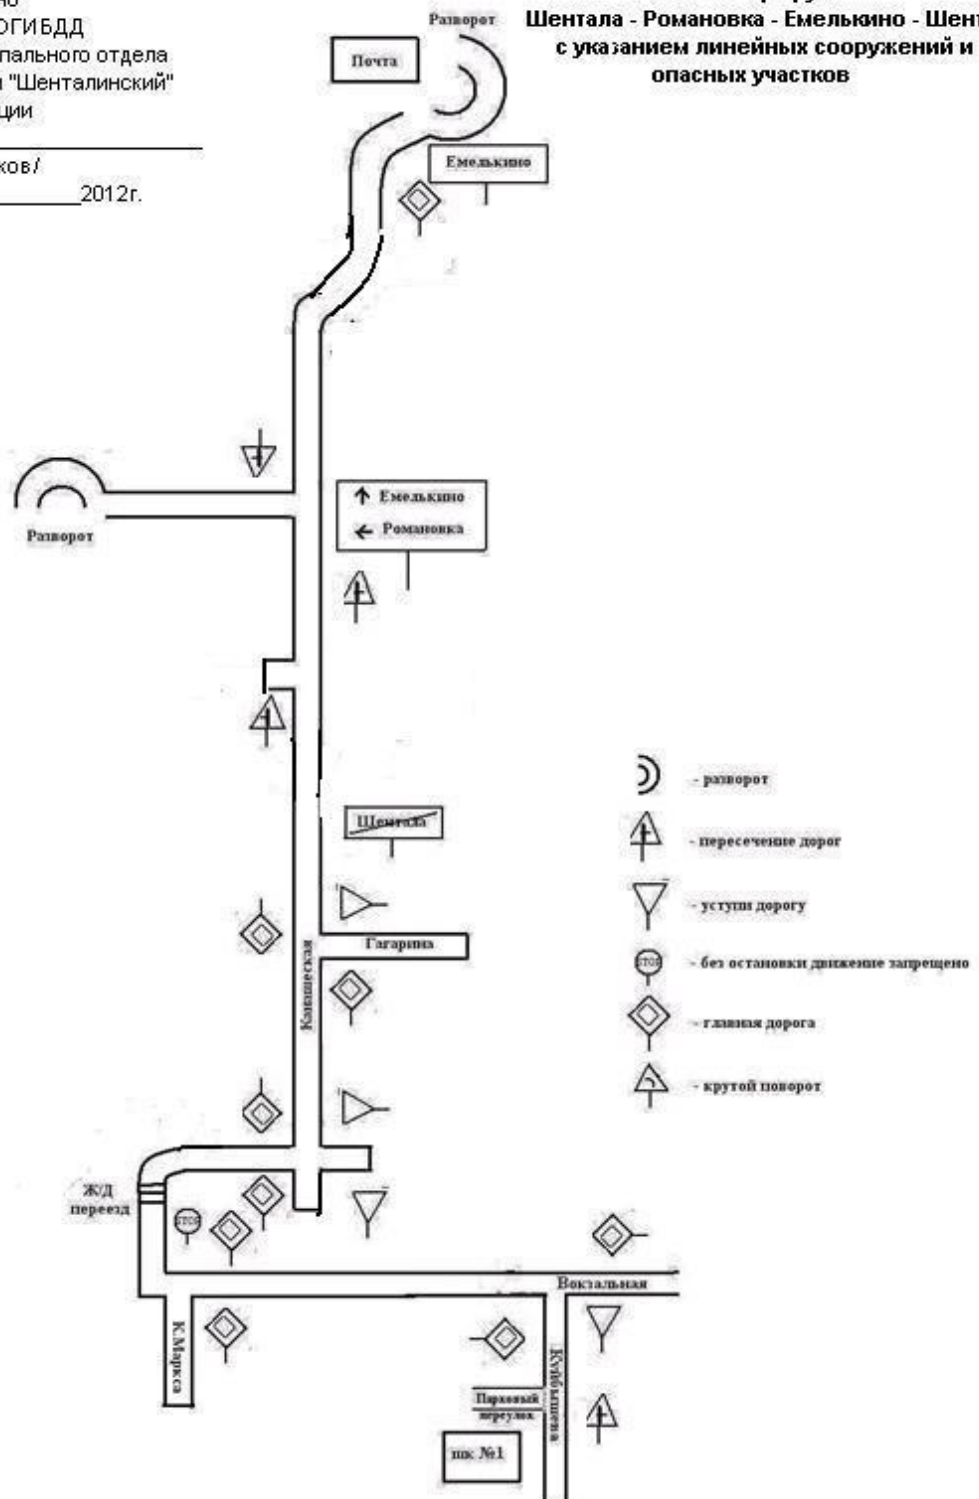 ОГИБДД
пального отдела
"Шенталинский"
ции
ков/
2012г.
Шентала - Романовка - Емелькино - Шент
с указанием линейных сооружений и
опасных участков
Разворот
Почта
Емелькино
Емелькино
Романовка
Разворот
Шентала
Гагарина
Ж/Д
переезд
STOP
Вокзальная
К.Маркса
Куйбышева
Парковый
переулок
шк №1
- разворот
- пересечение дорог
- уступи дорогу
STOP
- без остановки движение запрещено
- главная дорога
- крутой поворот